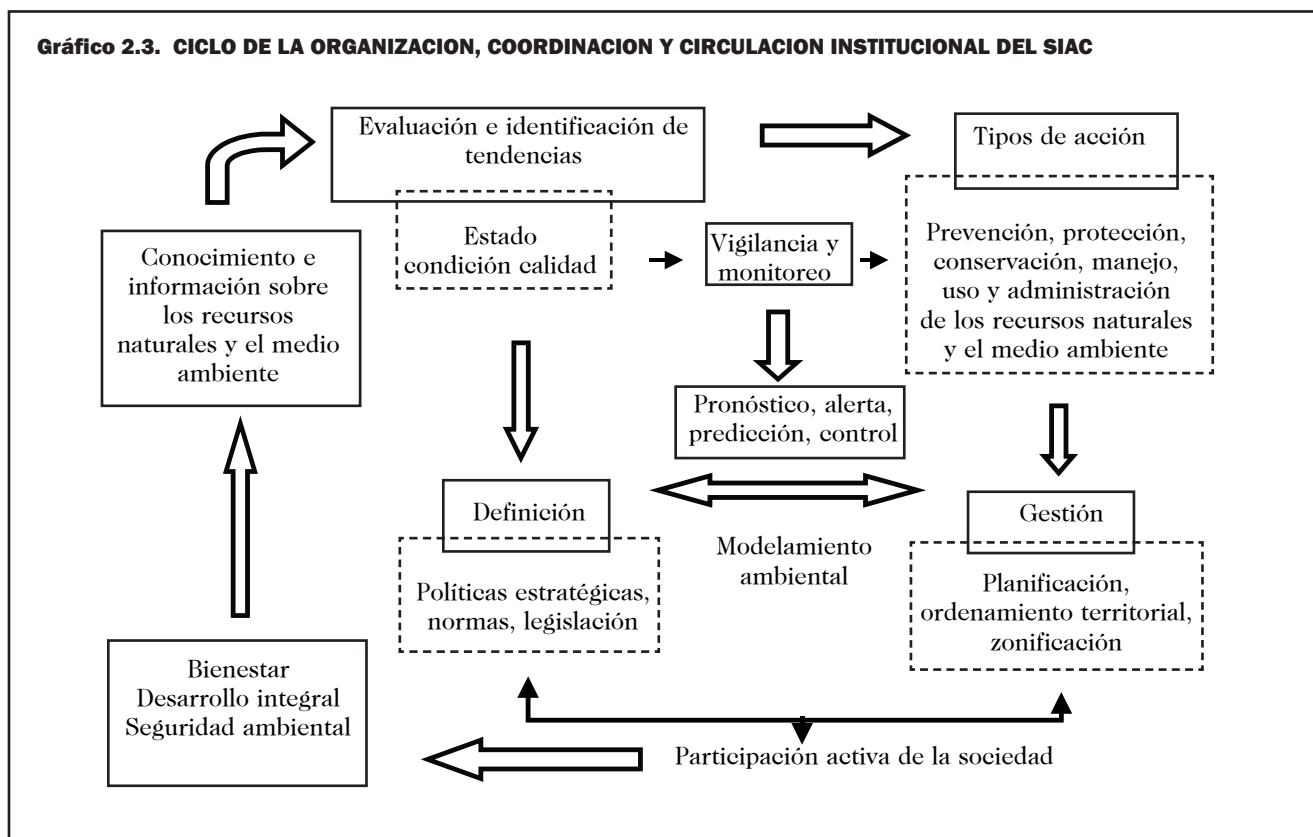 Gráfico 2.3. CICLO DE LA ORGANIZACION, COORDINACION Y CIRCULACION INSTITUCIONAL DEL SIAC
Evaluación e identificación de
tendencias
Tipos de acción
Estado
condición calidad
Vigilancia y
monitoreo
Prevención, protección,
conservación, manejo,
uso y administración
de los recursos naturales
y el medio ambiente
Conocimiento e
información sobre
los recursos
naturales y el medio
ambiente
Pronóstico, alerta,
predicción, control
Definición
Gestión
Modelamiento
ambiental
Políticas estratégicas,
normas, legislación
Planificación,
ordenamiento territorial,
zonificación
Bienestar
Desarrollo integral
Seguridad ambiental
Participación activa de la sociedad